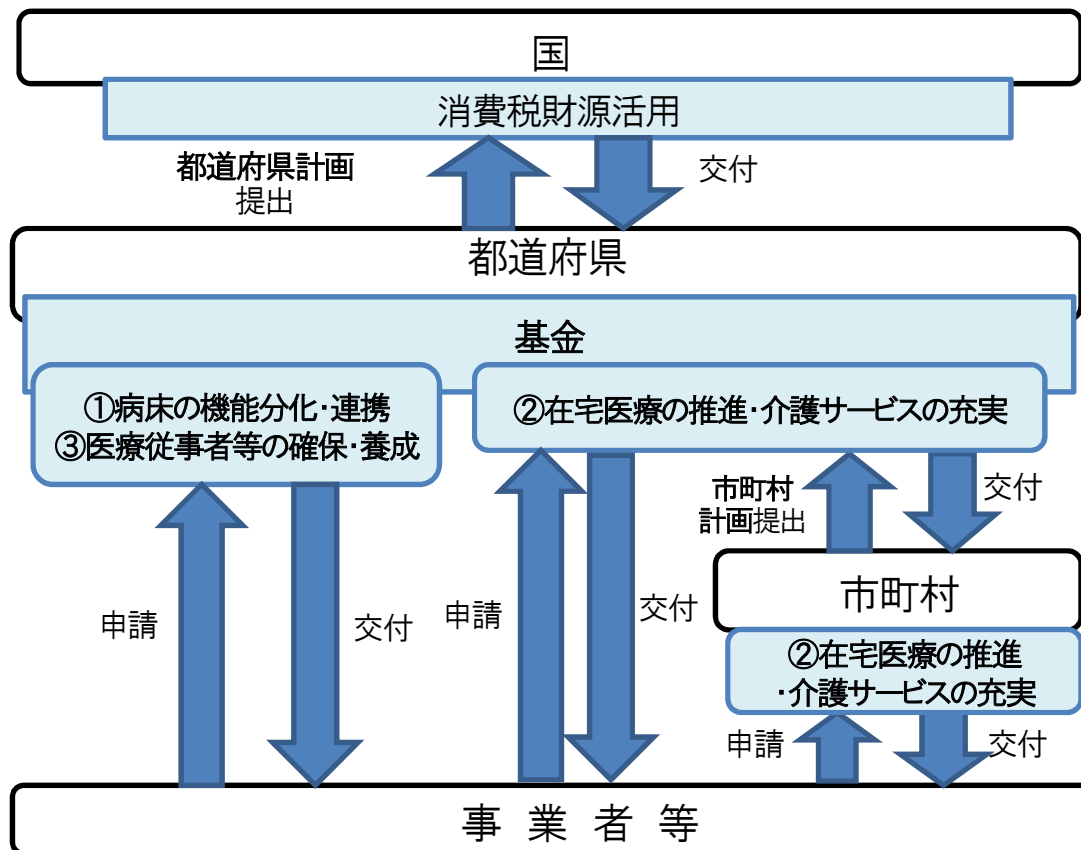 国
消費税財源活用
都道府県計画
提出
交付
都道府県
基金
①病床の機能分化・連携
③医療従事者等の確保・養成
②在宅医療の推進・介護サービスの充実
市町村
計画提出
交付
市町村
申請
交付
申請
交付
②在宅医療の推進
・介護サービスの充実
申請
交付
事業者等